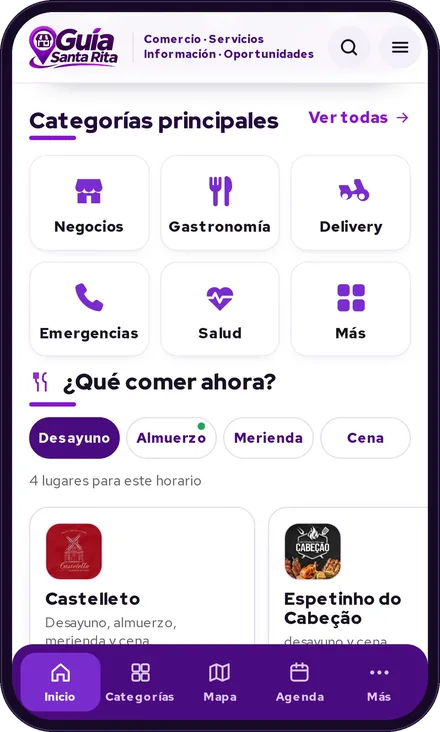 Guía
Santa Rita
Comercio · Servicios
Información · Oportunidades
Categorías principales
Ver todas →
Negocios
Gastronomía
Delivery
Emergencias
Salud
Más
¿Qué comer ahora?
Desayuno
Almuerzo
Merienda
Cena
4 lugares para este horario
Castelleto
CABEÇÃO
Castelleto
Desayuno, almuerzo,
merienda y cena
Espetinho do
Cabeção
desayuno y cena
Inicio
Categorías
Mapa
Agenda
Más